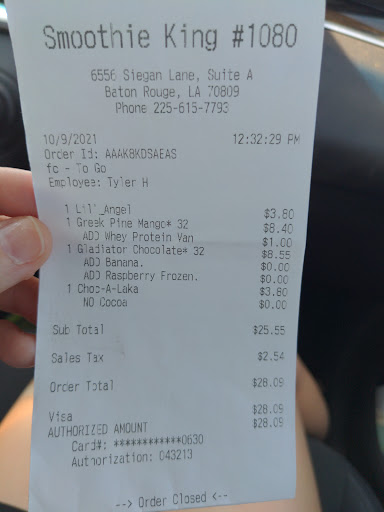 Smoothie King #1080
6556 Siegan Lane, Suite A
Baton Rouge, LA 70809
Phone 225-615-7793
10/9/2021 12:32:29 PM
Order Id: AAAK8KDSAEAS
fc - To Go
Employee: Tyler H
1 Lil'_Angel $3.80
1 Greek Pine Mango* 32 $8.40
ADD Whey Protein Van $1.00
1 Gladiator Chocolate* 32 $8.55
ADD Banana. $0.00
ADD Raspberry Frozen. $0.00
1 Choc-A-Laka $3.80
NO Cocoa $0.00
Sub Total $25.55
Sales Tax $2.54
Order Total $28.09
Visa $28.09
AUTHORIZED AMOUNT $28.09
Card#: ************0630
Authorization: 043213
--> Order Closed <--